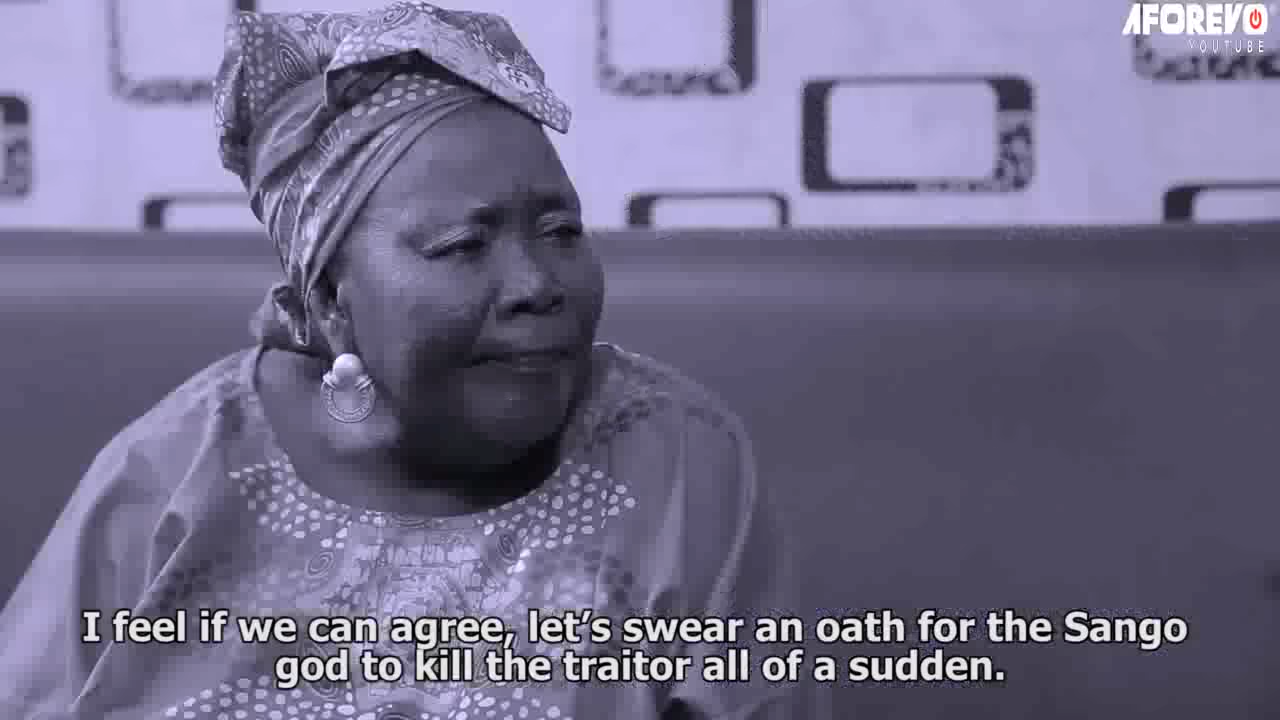 AFOREVO
YOUTUBE
I feel if we can agree, let's swear an oath for the Sango
god to kill the traitor all of a sudden.